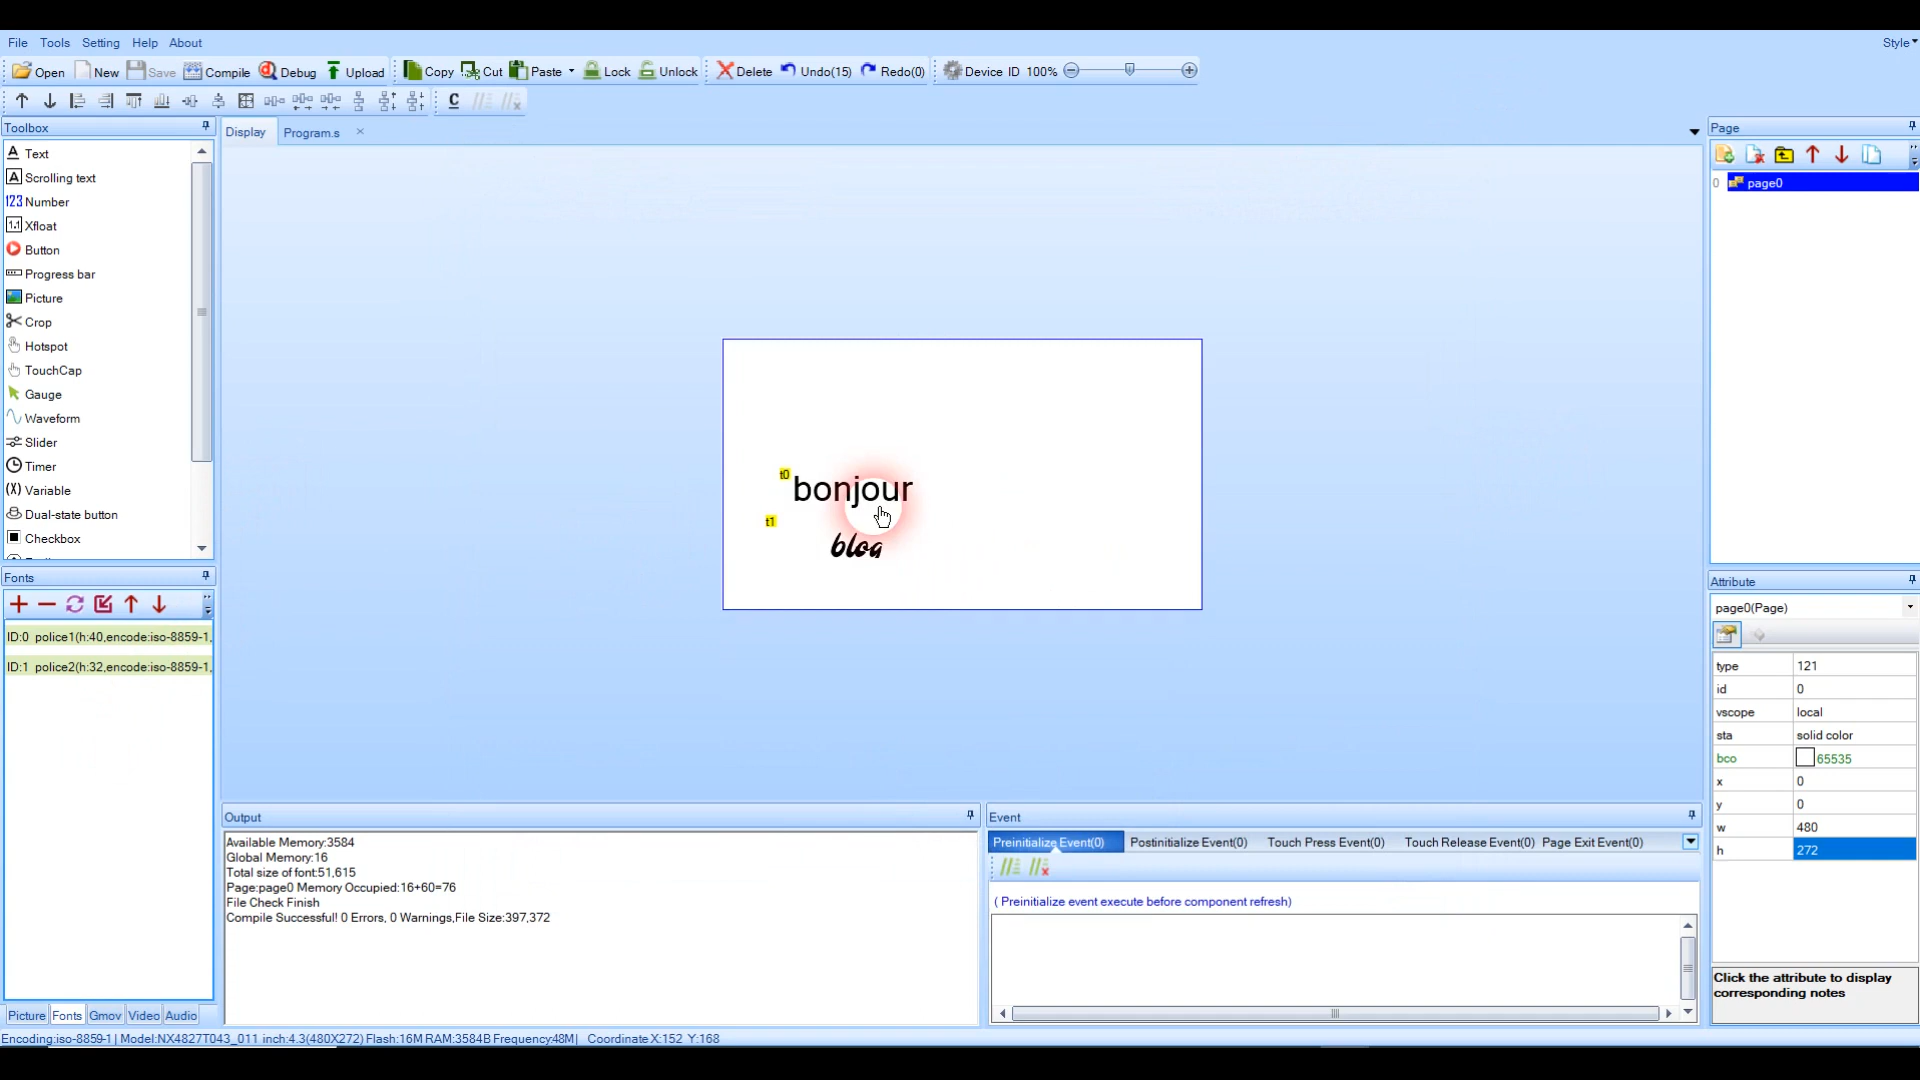 File Tools Setting Help About Style
Open New Save Compile Debug Upload Copy Cut Paste Lock Unlock Delete Undo(15) Redo(0) Device ID 100%
C
Toolbox
Text
Scrolling text
Number
Xfloat
Button
Progress bar
Picture
Crop
Hotspot
TouchCap
Gauge
Waveform
Slider
Timer
Variable
Dual-state button
Checkbox
Fonts
ID:0 police1(h:40,encode:iso-8859-1,
ID:1 police2(h:32,encode:iso-8859-1,
Picture Fonts Gmov Video Audio
Display Program.s
t0
bonjour
t1
blog
Output
Available Memory:3584
Global Memory:16
Total size of font:51,615
Page:page0 Memory Occupied:16+60=76
File Check Finish
Compile Successful! 0 Errors, 0 Warnings,File Size:397,372
Event
Preinitialize Event(0) Postinitialize Event(0) Touch Press Event(0) Touch Release Event(0) Page Exit Event(0)
( Preinitialize event execute before component refresh)
Page
0 page0
Attribute
page0(Page)
type 121
id 0
vscope local
sta solid color
bco 65535
x 0
y 0
w 480
h 272
Click the attribute to display
corresponding notes
Encoding:iso-8859-1 | Model:NX4827T043_011 inch:4.3(480X272) Flash:16M RAM:3584B Frequency:48M| Coordinate X:152 Y:168